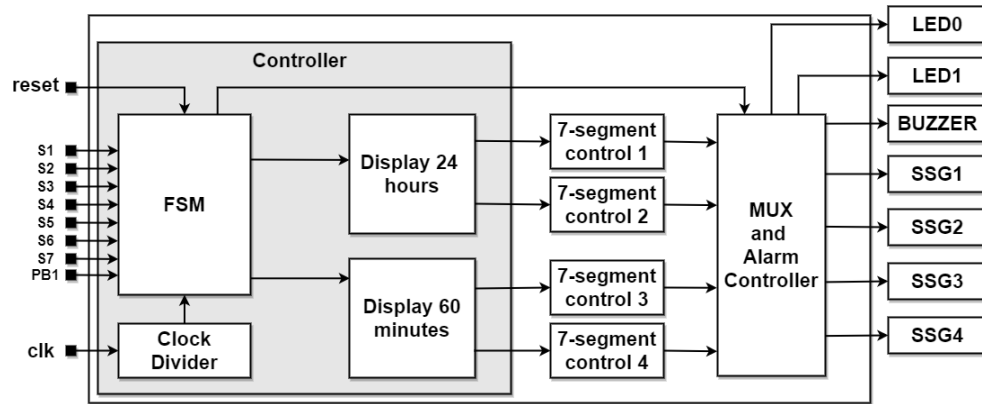 Controller
reset
S1
S2
S3
S4
S5
S6
S7
PB1
clk
FSM
Clock
Divider
Display 24
hours
Display 60
minutes
7-segment
control 1
7-segment
control 2
7-segment
control 3
7-segment
control 4
MUX
and
Alarm
Controller
LED0
LED1
BUZZER
SSG1
SSG2
SSG3
SSG4